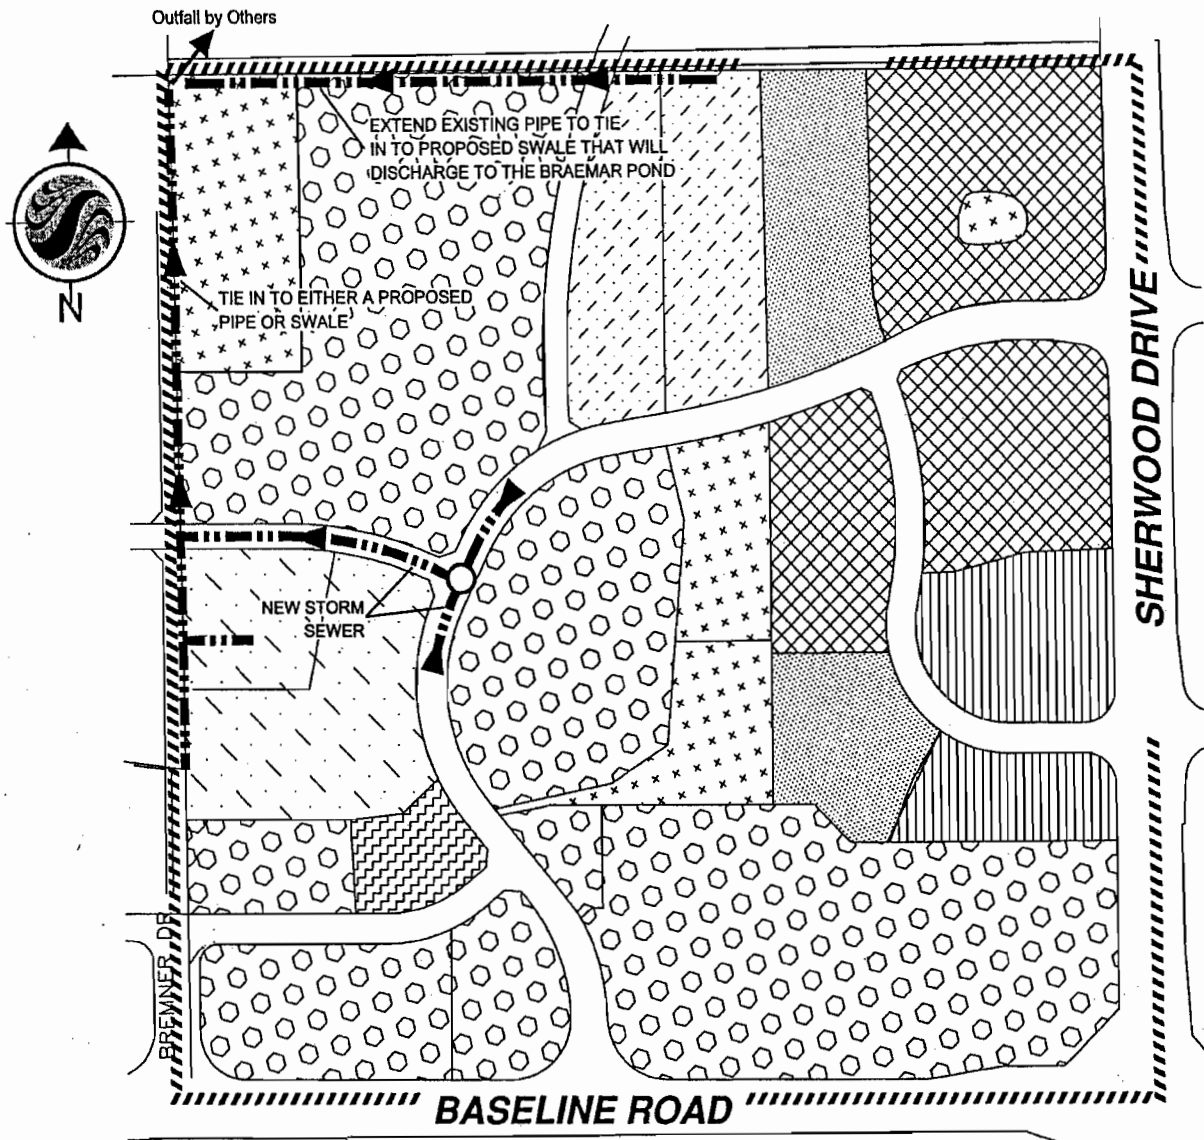 Outfall by Others
EXTEND EXISTING PIPE TO TIE
IN TO PROPOSED SWALE THAT WILL
DISCHARGE TO THE BRAEMAR POND
N
TIE IN TO EITHER A PROPOSED
PIPE OR SWALE
SHERWOOD DRIVE
NEW STORM
SEWER
BREMNER DR
BASELINE ROAD